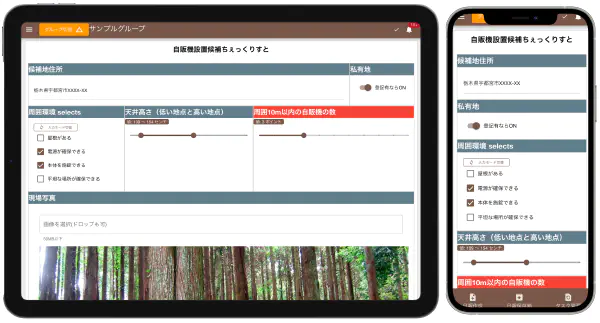 グループ切替 サンプルグループ
自販機設置候補ちぇっくりすと
候補地住所
私有地
栃木県宇都宮市XXXX-XX
登記有ならON
周囲環境 selects
天井高さ（低い地点と高い地点）
周囲10m以内の自販機の数
屋根がある
電源が確保できる
本体を施錠できる
平坦な場所が確保できる
現場写真
画像を選択(ドロップも可)
自販機設置候補ちぇっくりすと
候補地住所
栃木県宇都宮市XXXX-XX
私有地
登記有ならON
周囲環境 selects
屋根がある
電源が確保できる
本体を施錠できる
平坦な場所が確保できる
天井高さ（低い地点と高い地点）
周囲10m以内の自販機の数